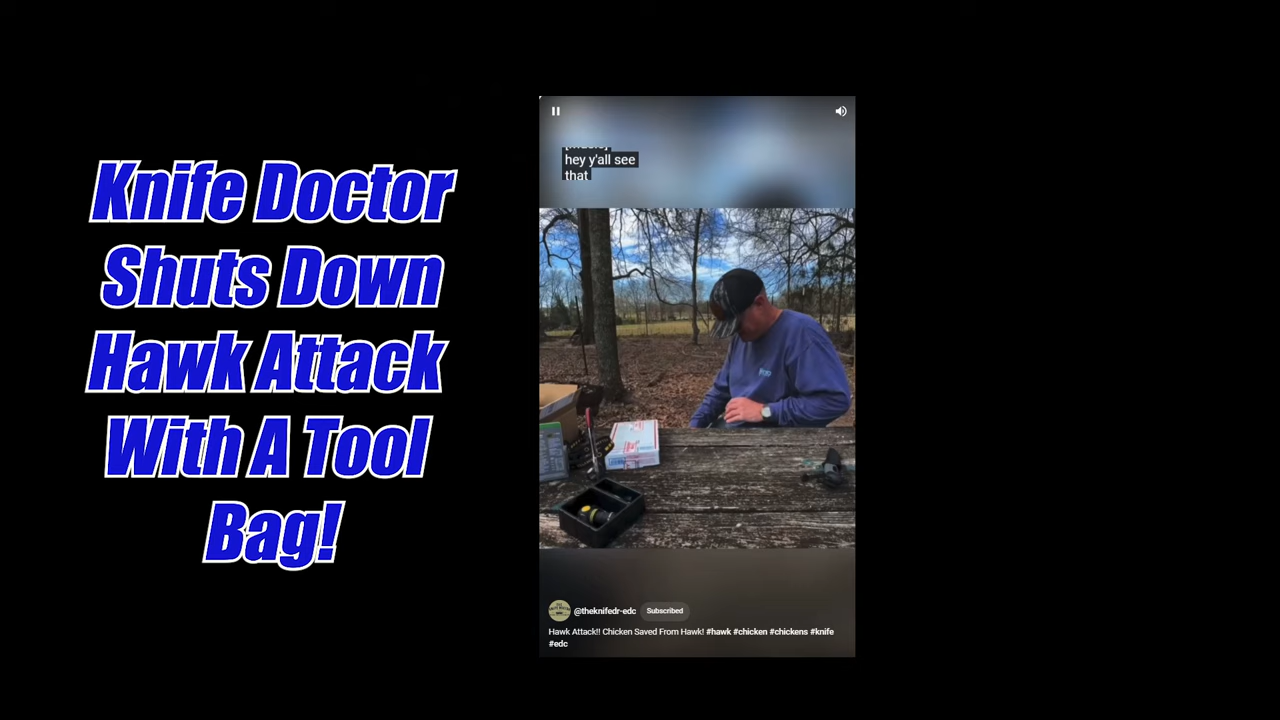 Knife Doctor
Shuts Down
Hawk Attack
With A Tool
Bag!
hey y'all see
that
@theknifedr-edc
Subscribed
Hawk Attack!! Chicken Saved From Hawk! #hawk #chicken #chickens #knife
#edc